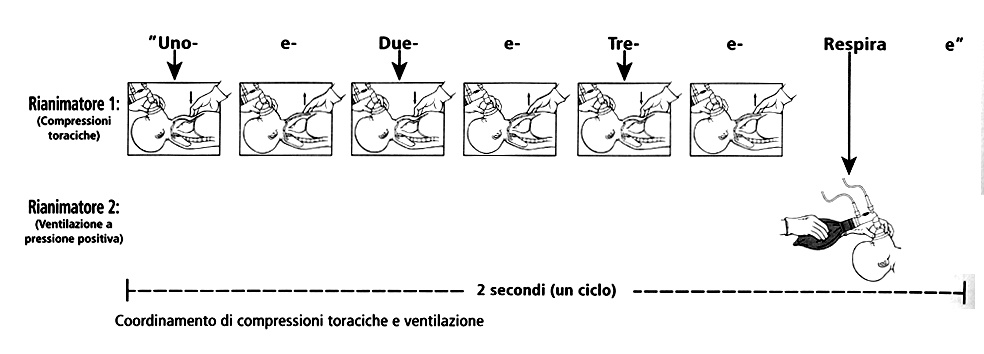 "Uno- e- Due- e- Tre- e- Respira e"
Rianimatore 1:
(Compressioni
toraciche)
Rianimatore 2:
(Ventilazione a
pressione positiva)
2 secondi (un ciclo)
Coordinamento di compressioni toraciche e ventilazione